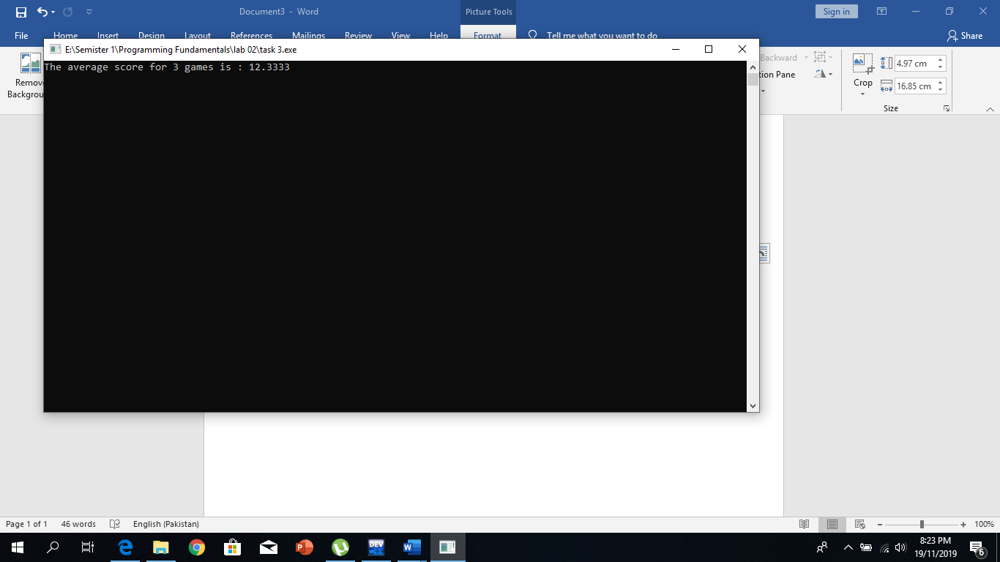 Document3 - Word
Picture Tools
Sign in
File
Home
Insert
Design
Layout
References
Mailings
Review
View
Help
Format
Tell me what you want to do
Share
E:\Semister 1\Programming Fundamentals\lab 02\task 3.exe
The average score for 3 games is : 12.3333
Remove
Backgrou
Backward
tion Pane
Crop
4.97 cm
16.85 cm
Size
Page 1 of 1
46 words
English (Pakistan)
100%
DEV
8:23 PM
19/11/2019
6